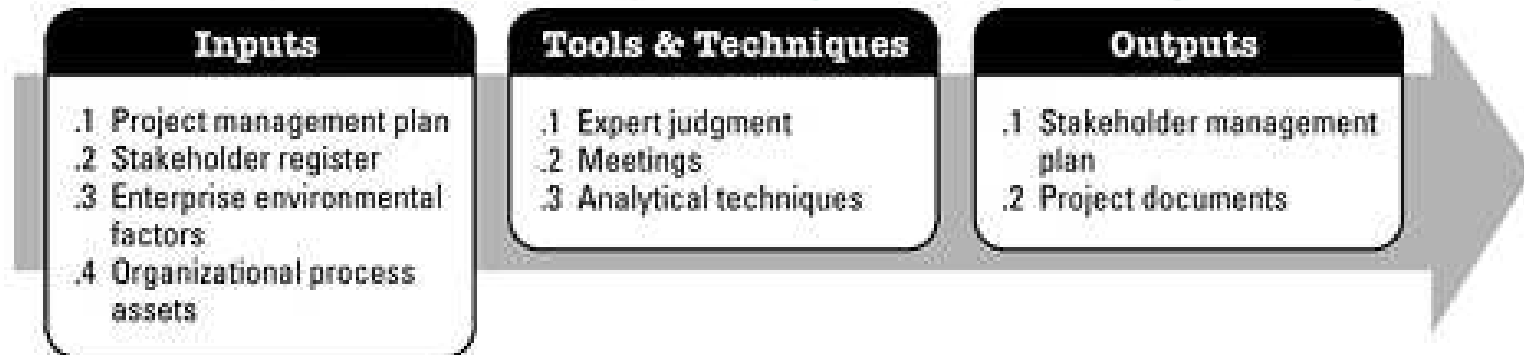 Inputs
.1 Project management plan
.2 Stakeholder register
.3 Enterprise environmental
factors
.4 Organizational process
assets
Tools & Techniques
.1 Expert judgment
.2 Meetings
.3 Analytical techniques
Outputs
.1 Stakeholder management
plan
.2 Project documents